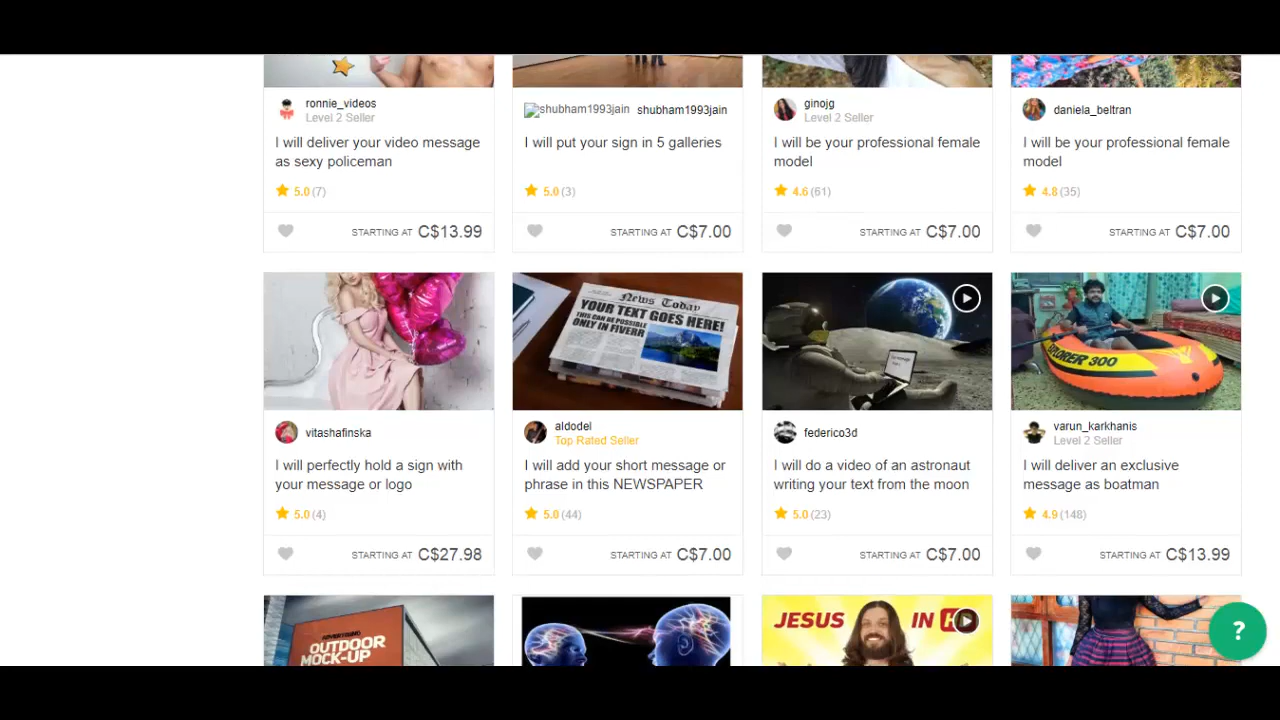 ronnie_videos
Level 2 Seller
I will deliver your video message
as sexy policeman
5.0 (7)
STARTING AT C$13.99
shubham1993jain shubham1993jain
I will put your sign in 5 galleries
5.0 (3)
STARTING AT C$7.00
ginojg
Level 2 Seller
I will be your professional female
model
4.6 (61)
STARTING AT C$7.00
daniela_beltran
I will be your professional female
model
4.8 (35)
STARTING AT C$7.00
vitashafinska
I will perfectly hold a sign with
your message or logo
5.0 (4)
STARTING AT C$27.98
News Today
YOUR TEXT GOES HERE!
THIS CAN BE POSSIBLE
ONLY IN FIVERR
aldodel
Top Rated Seller
I will add your short message or
phrase in this NEWSPAPER
5.0 (44)
STARTING AT C$7.00
federico3d
I will do a video of an astronaut
writing your text from the moon
5.0 (23)
STARTING AT C$7.00
EXPLORER 300
varun_karkhanis
Level 2 Seller
I will deliver an exclusive
message as boatman
4.9 (148)
STARTING AT C$13.99
OUTDOOR
MOCK-UP
JESUS IN H
?